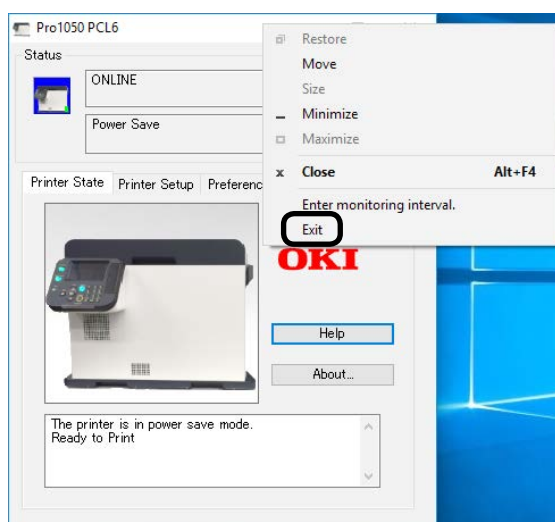 Pro1050 PCL6
Status
ONLINE
Power Save
Printer State Printer Setup
The printer is in power save mode.
Ready to Print
OKI
Help
About...
Restore
Move
Size
Minimize
Maximize
Close Alt+F4
Enter monitoring interval.
Exit